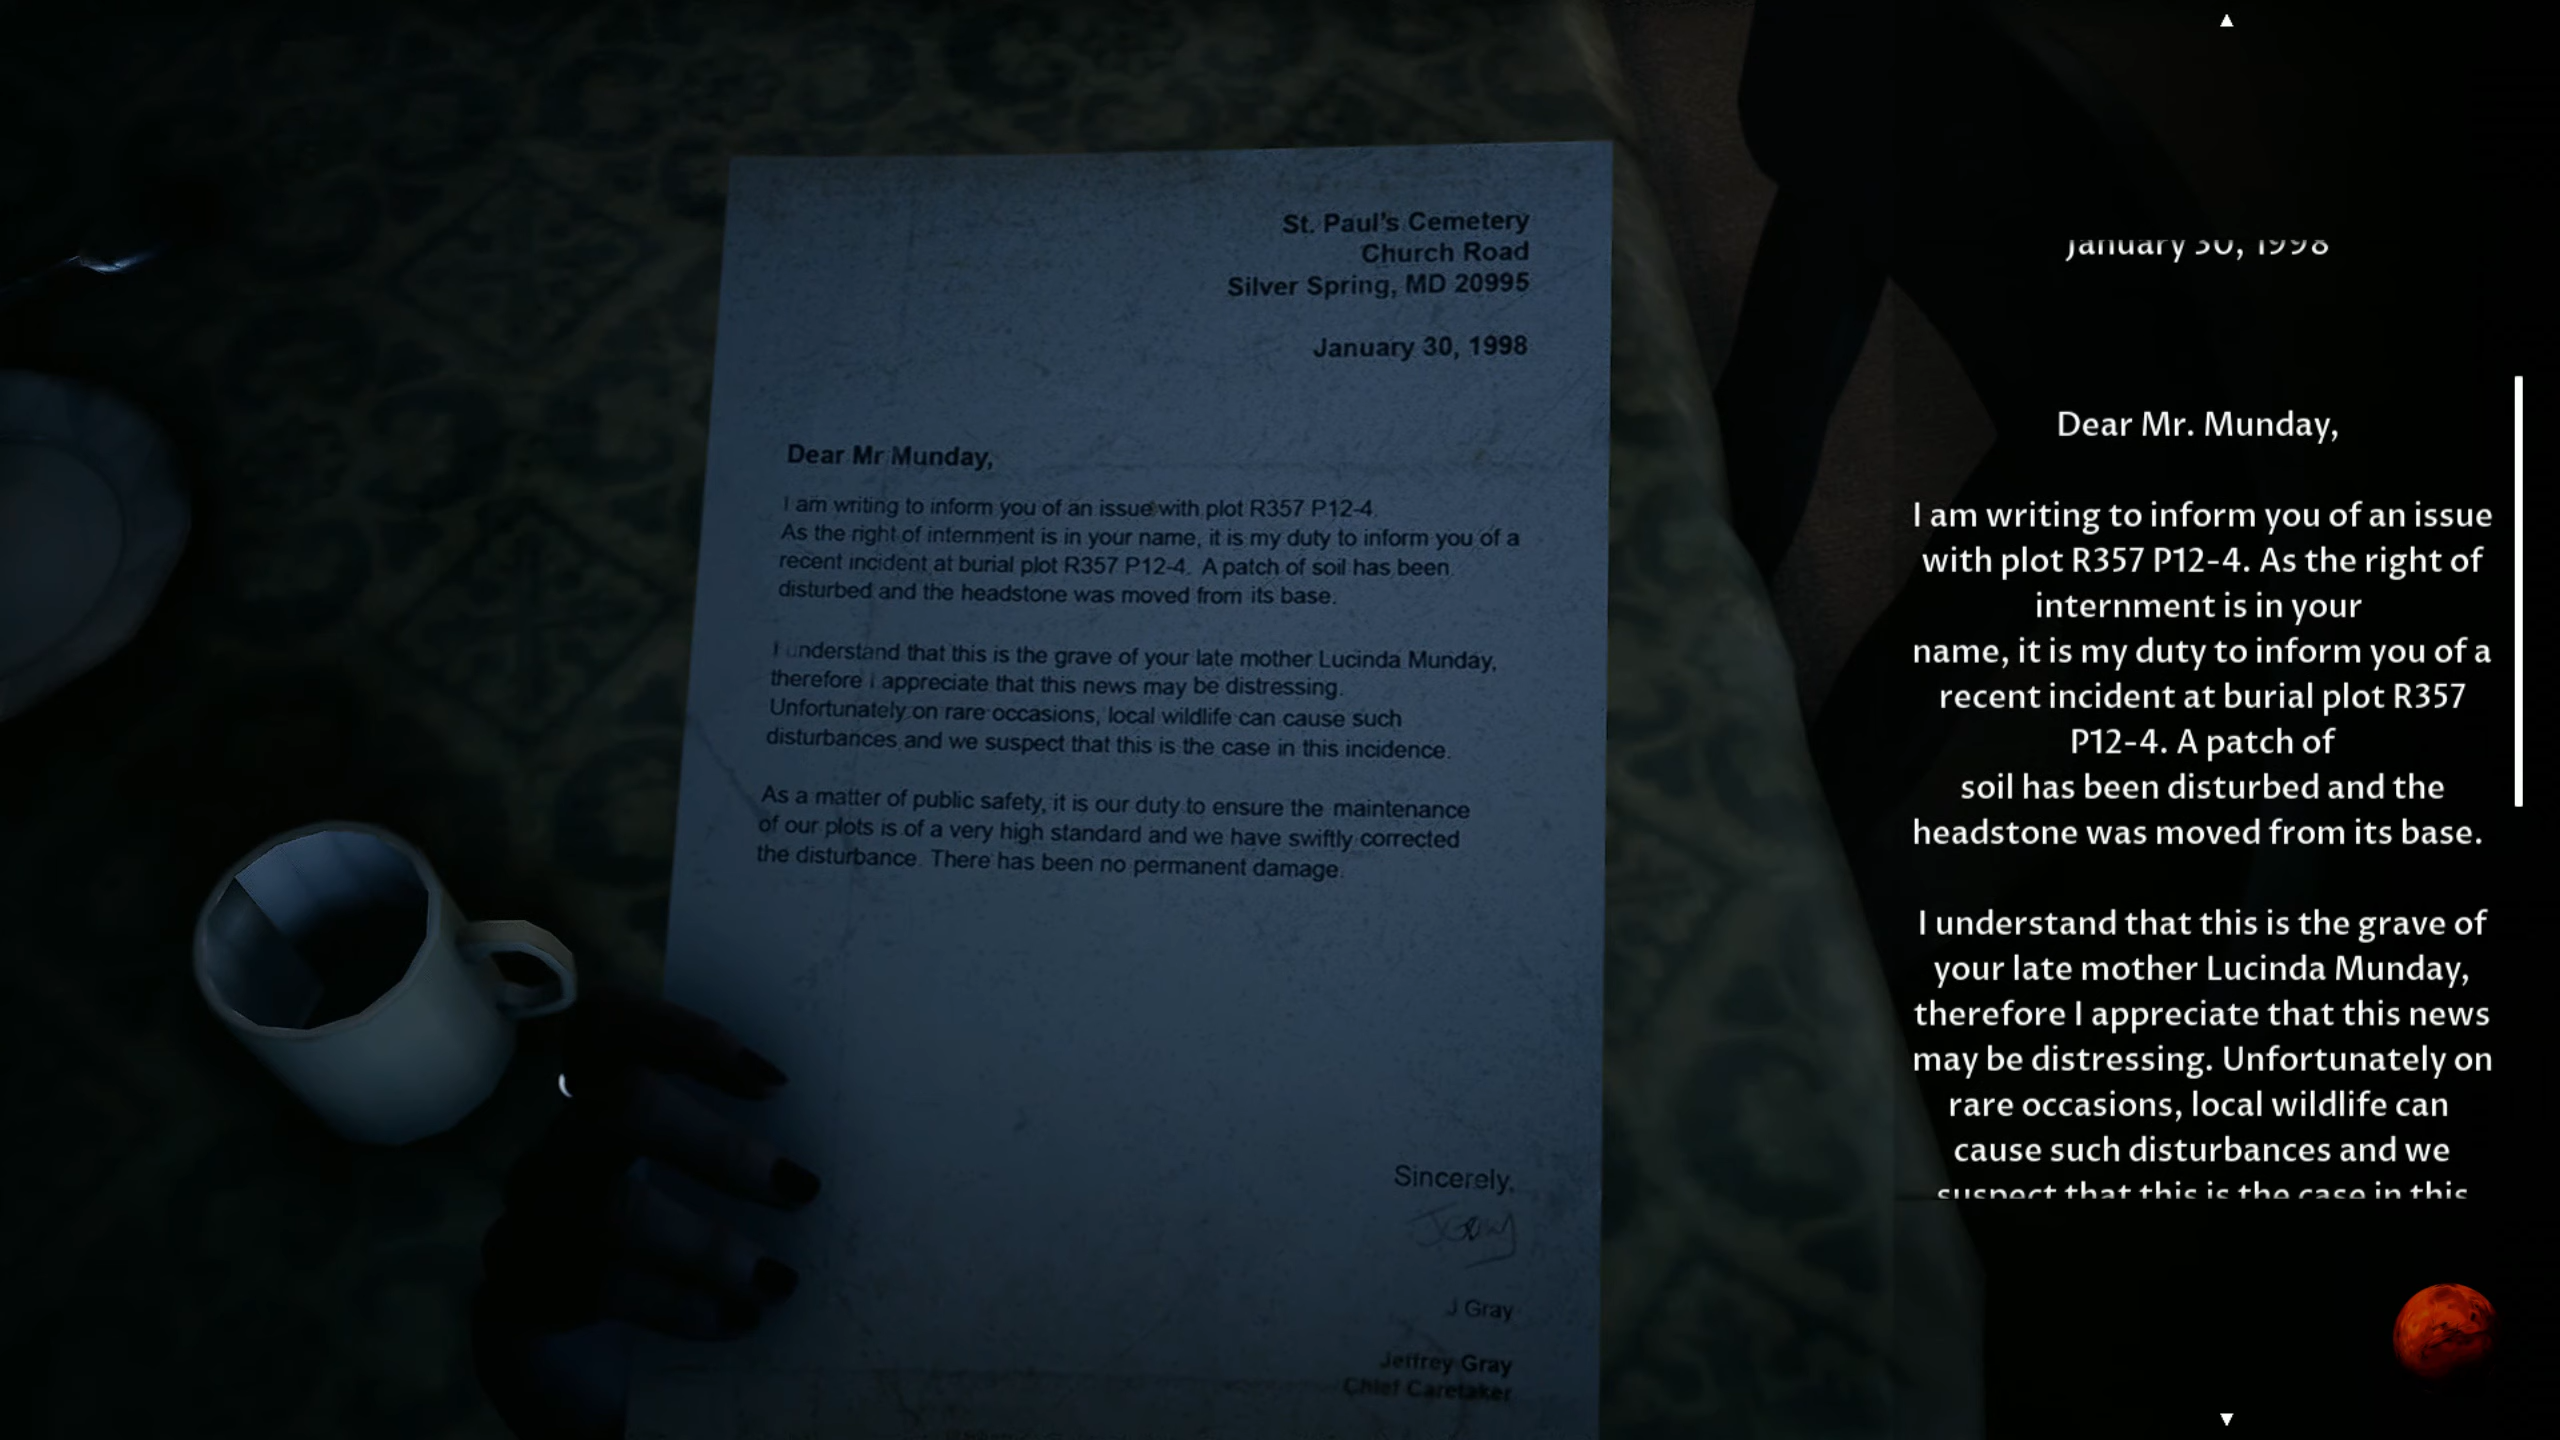 St. Paul's Cemetery
Church Road
Silver Spring, MD 20995
January 30, 1998
Dear Mr Munday,
I am writing to inform you of an issue with plot R357 P12-4.
As the right of internment is in your name, it is my duty to inform you of a
recent incident at burial plot R357 P12-4. A patch of soil has been
disturbed and the headstone was moved from its base.
I understand that this is the grave of your late mother Lucinda Munday,
therefore i appreciate that this news may be distressing.
Unfortunately on rare occasions, local wildlife can cause such
disturbances and we suspect that this is the case in this incidence.
As a matter of public safety, it is our duty to ensure the maintenance
of our plots is of a very high standard and we have swiftly corrected
the disturbance. There has been no permanent damage.
Sincerely,
JGray
J Gray
Jeffrey Gray
Chief Caretaker
January 30, 1998
Dear Mr. Munday,
I am writing to inform you of an issue
with plot R357 P12-4. As the right of
internment is in your
name, it is my duty to inform you of a
recent incident at burial plot R357
P12-4. A patch of
soil has been disturbed and the
headstone was moved from its base.
I understand that this is the grave of
your late mother Lucinda Munday,
therefore I appreciate that this news
may be distressing. Unfortunately on
rare occasions, local wildlife can
cause such disturbances and we
suspect that this is the case in this